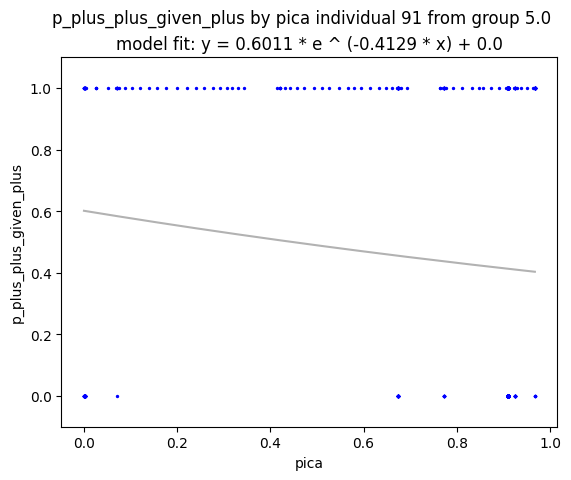 p_plus_plus_given_plus by pica individual 91 from group 5.0
model fit: y = 0.6011 * e ^ (-0.4129 * x) + 0.0
1.0
0.8
0.6
0.4
0.2
0.0
p_plus_plus_given_plus
0.0 0.2 0.4 0.6 0.8 1.0
pica